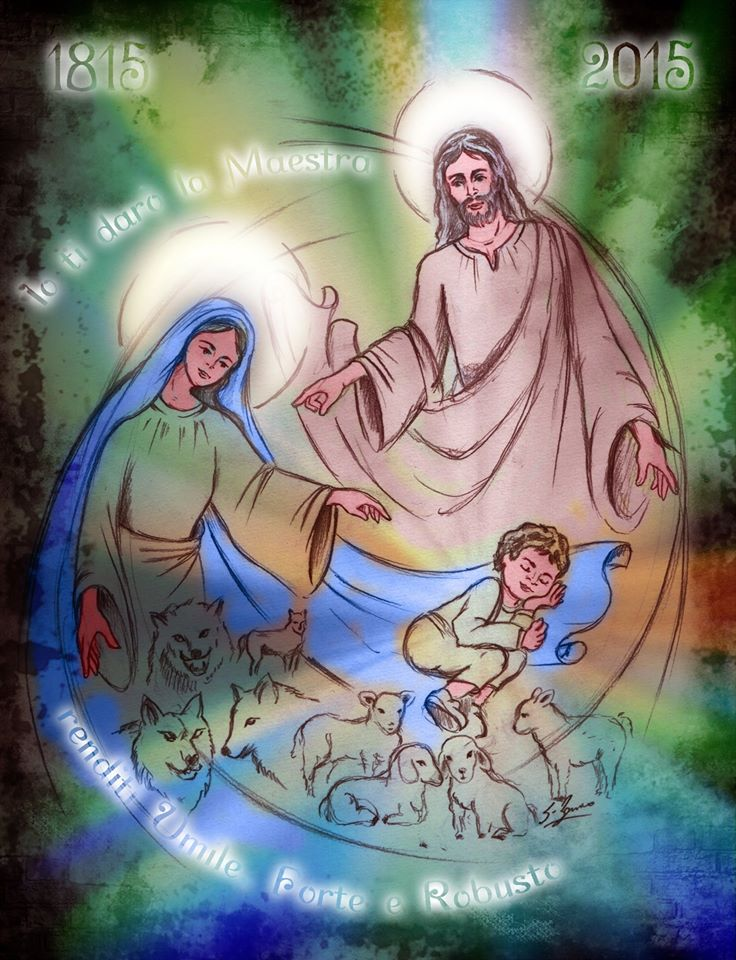 1815
2015
Io ti darò la Maestra
renditi Umile, Forte e Robusto